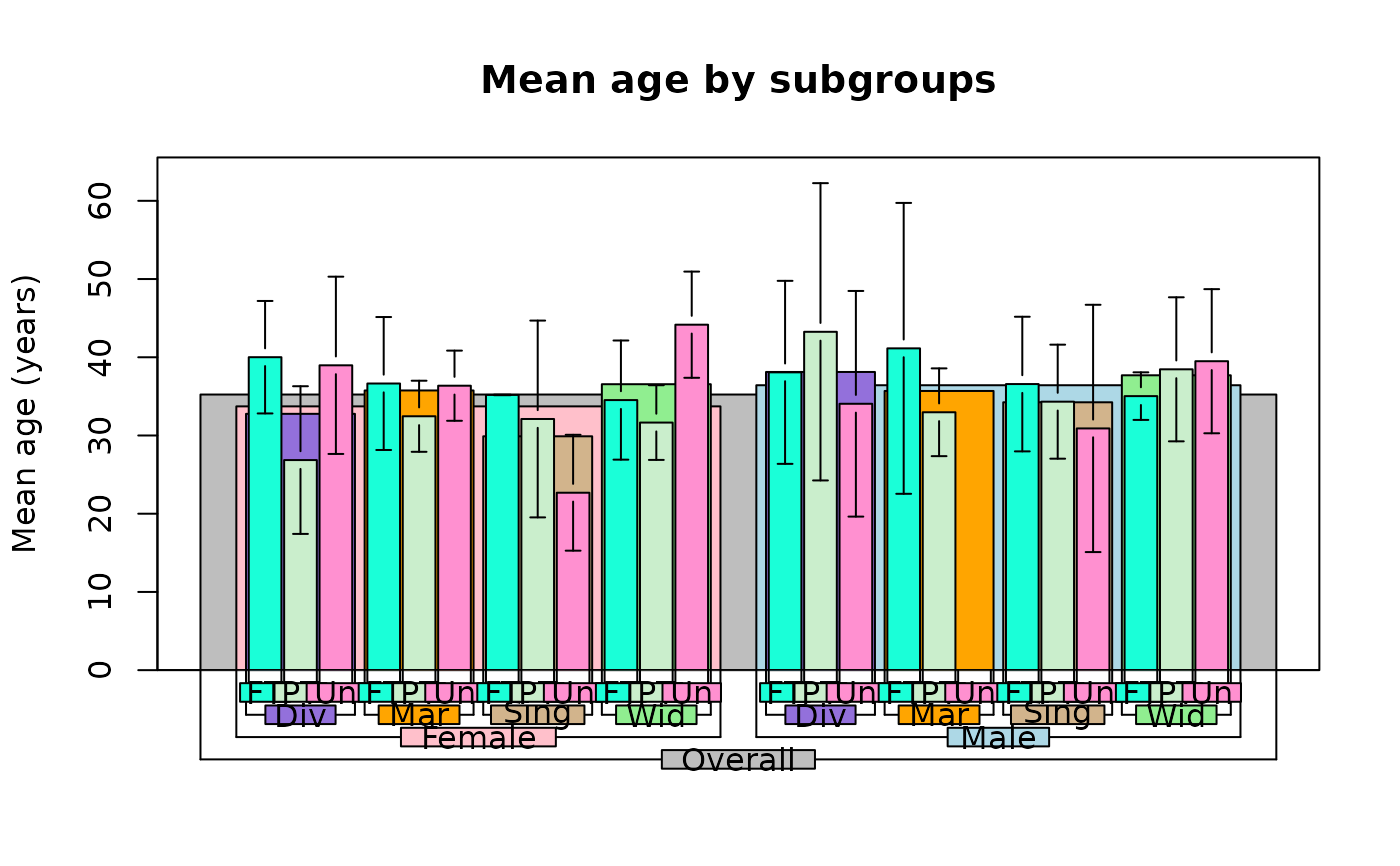 Mean age by subgroups
Mean age (years)
60
50
40
30
20
10
0
FT PT Un FT PT Un FT PT Un FT PT Un FT PT Un FT PT Un FT PT Un FT PT Un
Div Mar Sing Wid Div Mar Sing Wid
Female Male
Overall